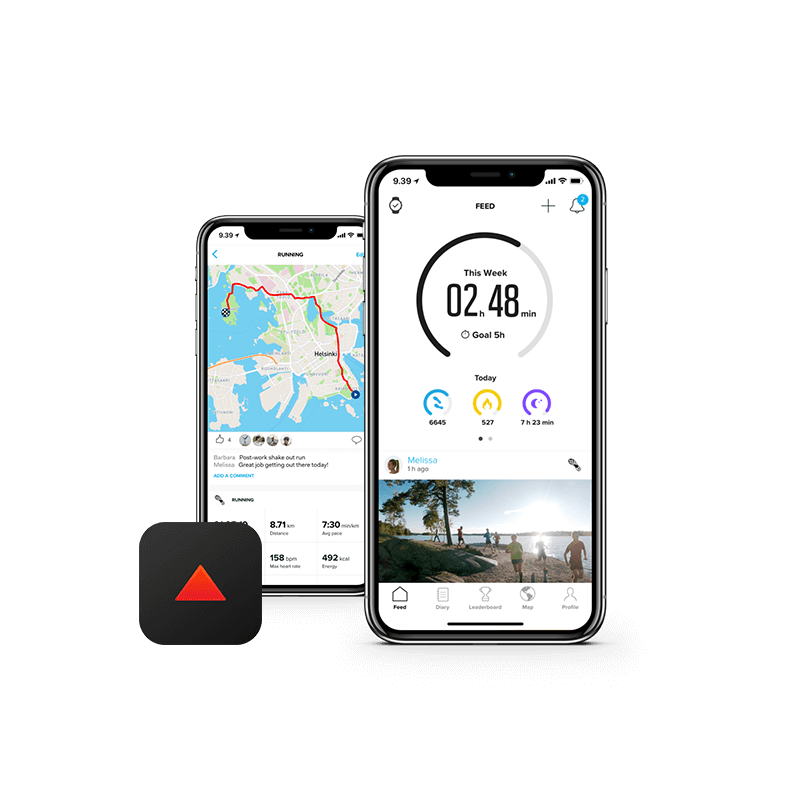 9.39
RUNNING
Helsinki
4
Barbara Post-work shake out run
Melissa Great job getting out there today!
ADD A COMMENT
RUNNING
8.71 km
Distance
7:30 min/km
Avg pace
158 bpm
Max heart rate
492 kcal
Energy
9.39
FEED
2
This Week
02 h 48 min
Goal 5h
Today
6645
527
7 h 23 min
Melissa
1 h ago
Feed
Diary
Leaderboard
Map
Profile